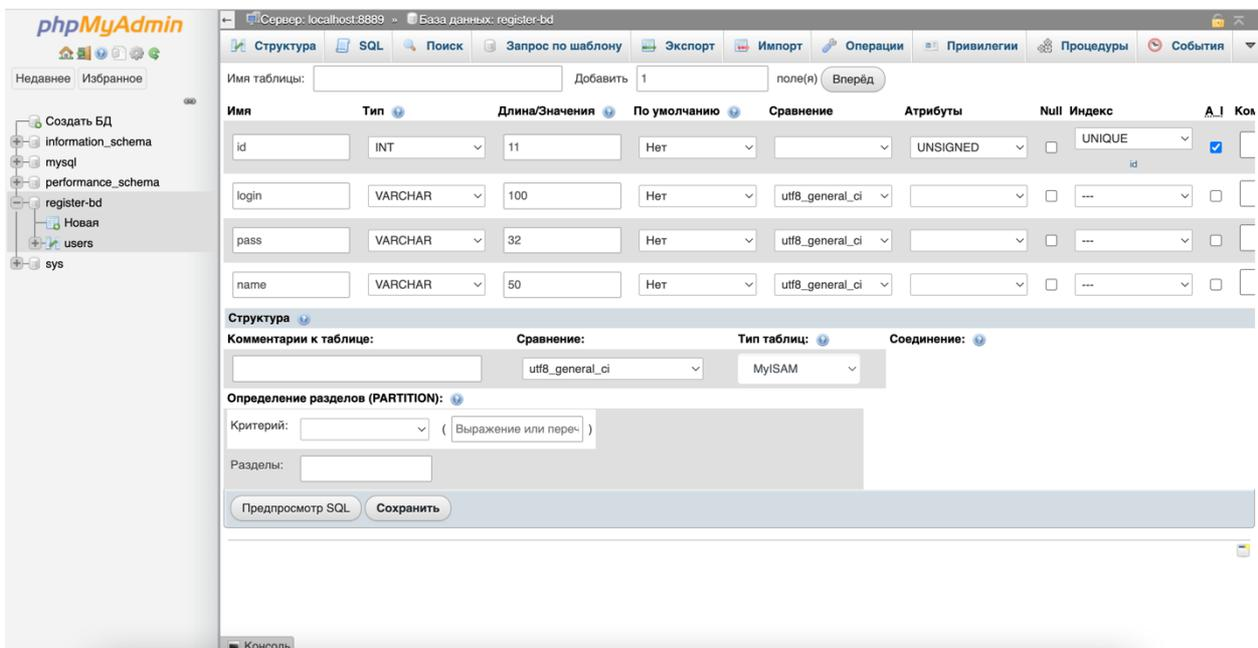 phpMyAdmin
Недавнее Избранное
Создать БД
information_schema
mysql
performance_schema
register-bd
Новая
users
sys
Сервер: localhost:8889 » База данных: register-bd
Структура SQL Поиск Запрос по шаблону Экспорт Импорт Операции Привилегии Процедуры События
Имя таблицы: Добавить 1 поле(я) Вперёд
Имя Тип Длина/Значения По умолчанию Сравнение Атрибуты Null Индекс A_I Ком
id INT 11 Нет UNSIGNED UNIQUE
id
login VARCHAR 100 Нет utf8_general_ci ---
pass VARCHAR 32 Нет utf8_general_ci ---
name VARCHAR 50 Нет utf8_general_ci ---
Структура
Комментарии к таблице: Сравнение: Тип таблиц: Соединение:
utf8_general_ci MyISAM
Определение разделов (PARTITION):
Критерий: ( Выражение или переч )
Разделы:
Предпросмотр SQL Сохранить
Консоль